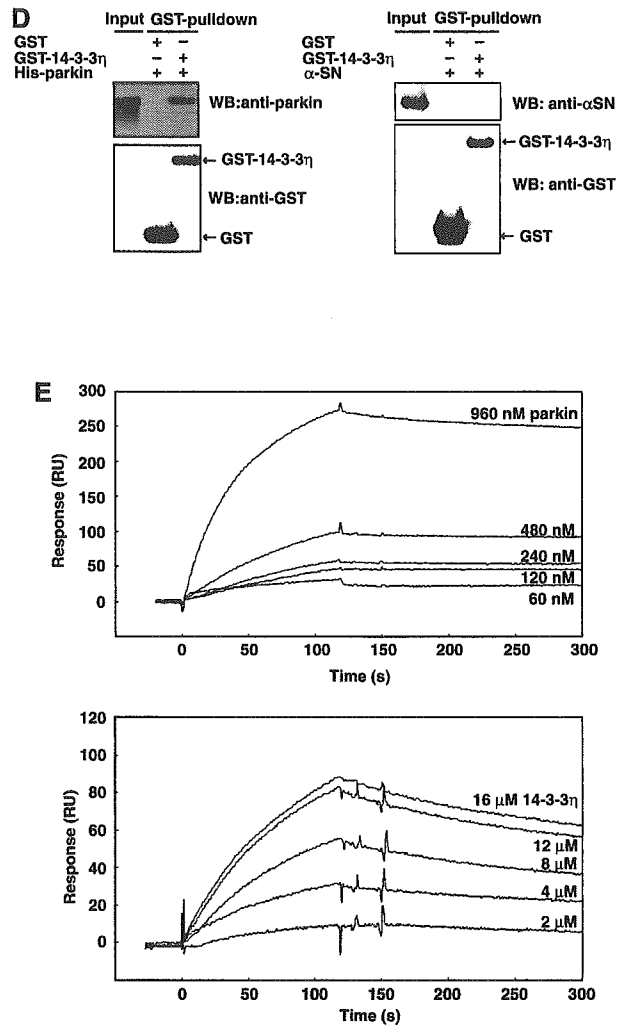 D
Input GST-pulldown
GST + −
GST-14-3-3η − +
His-parkin + +
WB:anti-parkin
← GST-14-3-3η
WB:anti-GST
← GST
Input GST-pulldown
GST + −
GST-14-3-3η − +
α-SN + +
WB: anti-αSN
← GST-14-3-3η
WB: anti-GST
← GST
E
Response (RU)
300
250
200
150
100
50
0
960 nM parkin
480 nM
240 nM
120 nM
60 nM
0 50 100 150 200 250 300
Time (s)
Response (RU)
120
100
80
60
40
20
0
16 μM 14-3-3η
12 μM
8 μM
4 μM
2 μM
0 50 100 150 200 250 300
Time (s)